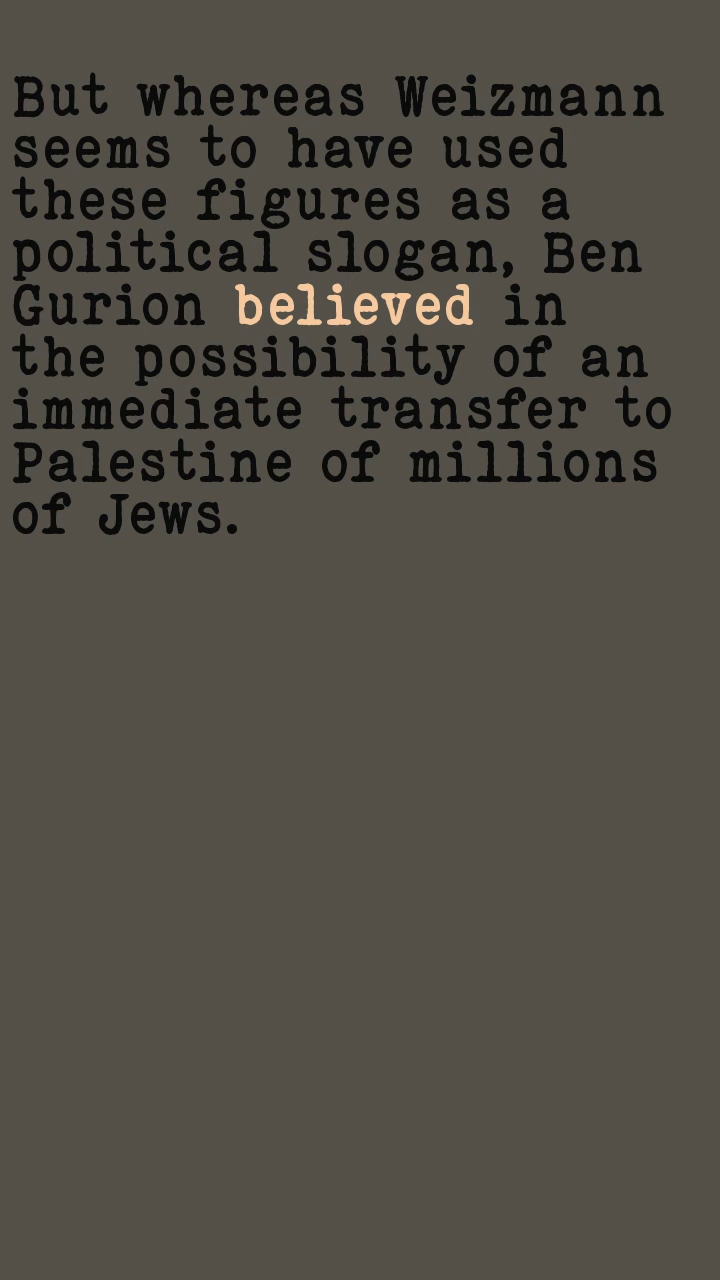 But whereas Weizmann
seems to have used
these figures as a
political slogan, Ben
Gurion believed in
the possibility of an
immediate transfer to
Palestine of millions
of Jews.